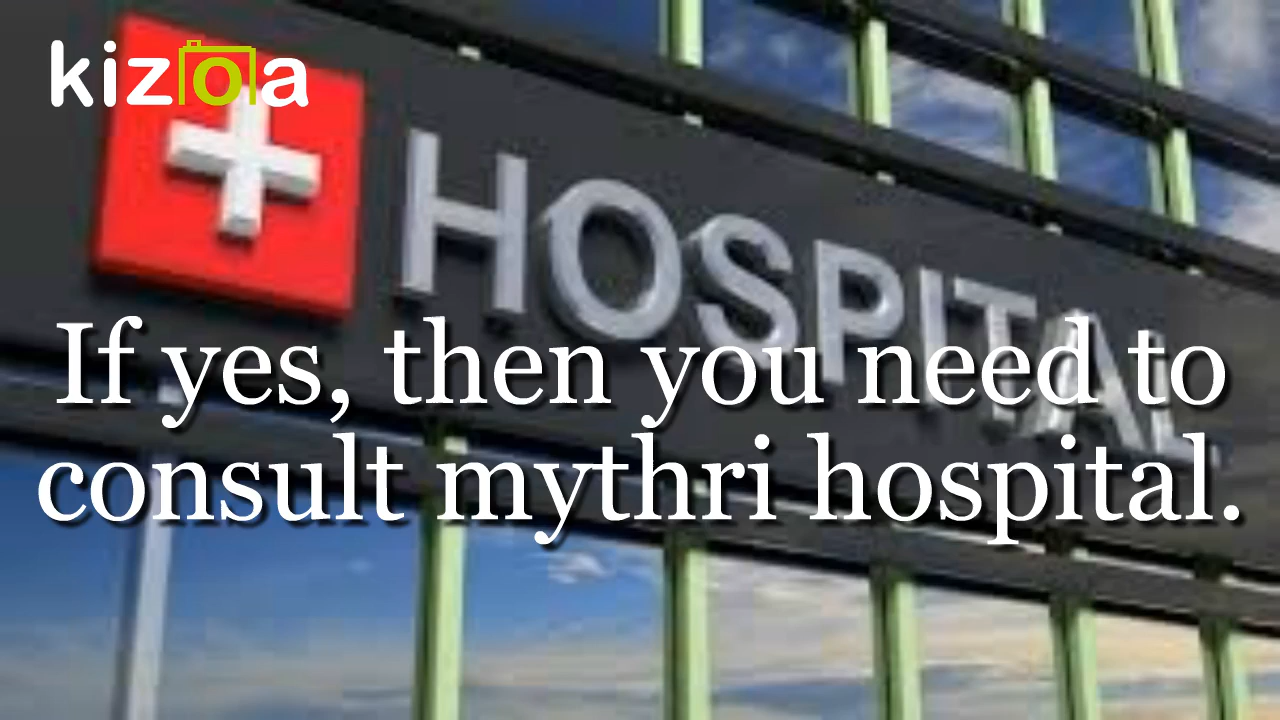 kizoa
HOSPITAL
If yes, then you need to
consult mythri hospital.